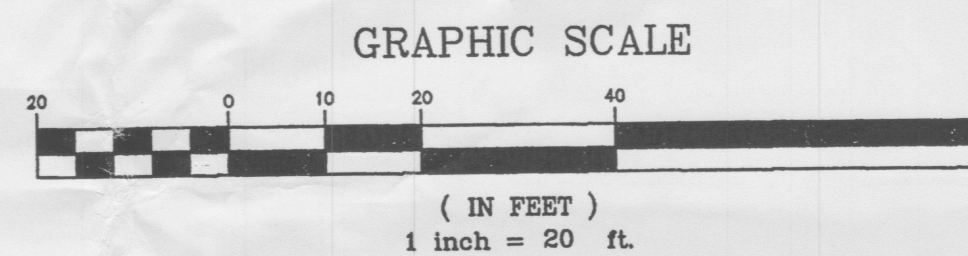 GRAPHIC SCALE
20 0 10 20 40
( IN FEET )
1 inch = 20 ft.